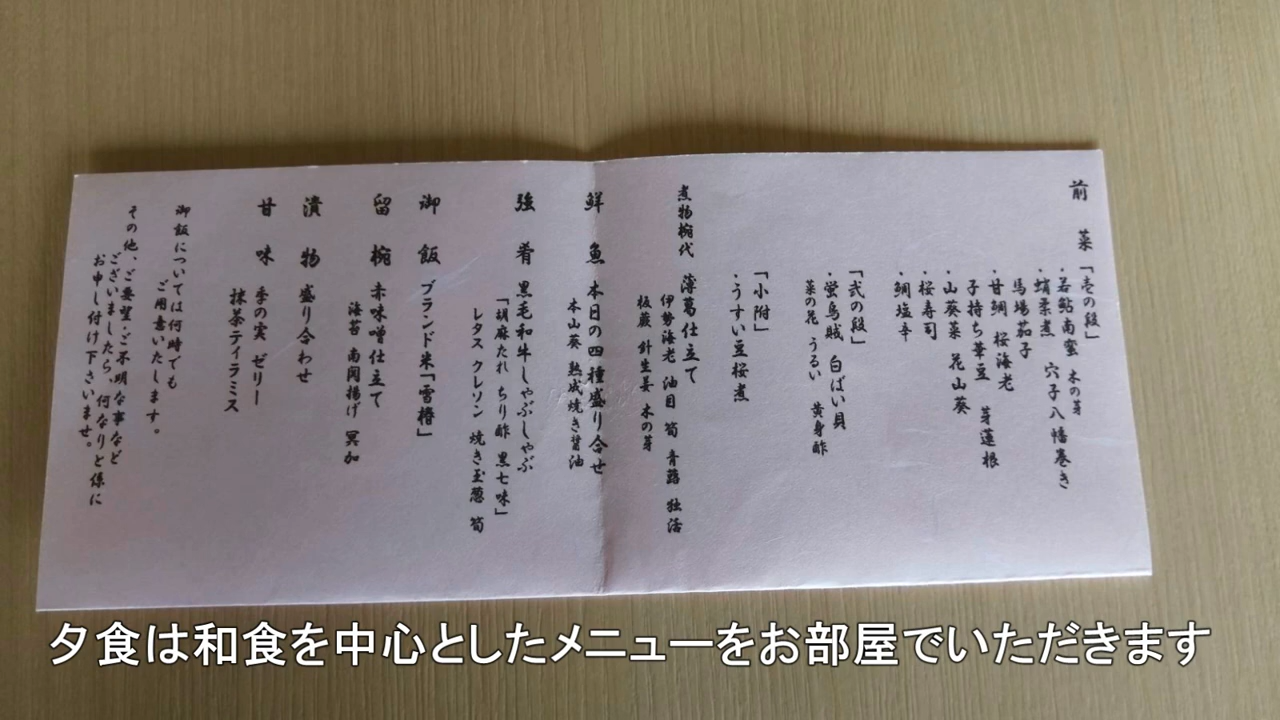 前菜「壱の段」
・若鮎南蛮 木の芽
・蛸柔煮 穴子八幡巻き
馬場茄子
・甘鯛 桜海老
子持ち華豆 芽蓮根
・山葵菜 花山葵
・桜寿司
・鯛塩辛
「弐の段」
・蛍烏賊 白ばい貝
菜の花 うるい 黄身酢
「小附」
・うすい豆桜煮
煮物椀代 薄葛仕立て
伊勢海老 油目 筍 青蕗 独活
板蕨 針生姜 木の芽
鮮魚 本日の四種盛り合せ
本山葵 熟成焼き醤油
強肴 黒毛和牛しゃぶしゃぶ
「胡麻たれ ちり酢 黒七味」
レタス クレソン 焼き玉葱 筍
御飯 ブランド米「雪椿」
留椀 赤味噌仕立て
海苔 南関揚げ 冥加
漬物 盛り合わせ
甘味 季の実 ゼリー
抹茶ティラミス
御飯については何時でも
ご用意いたします。
その他、ご要望・ご不明な事など
ございましたら、何なりと係に
お申し付け下さいませ。
夕食は和食を中心としたメニューをお部屋でいただきます